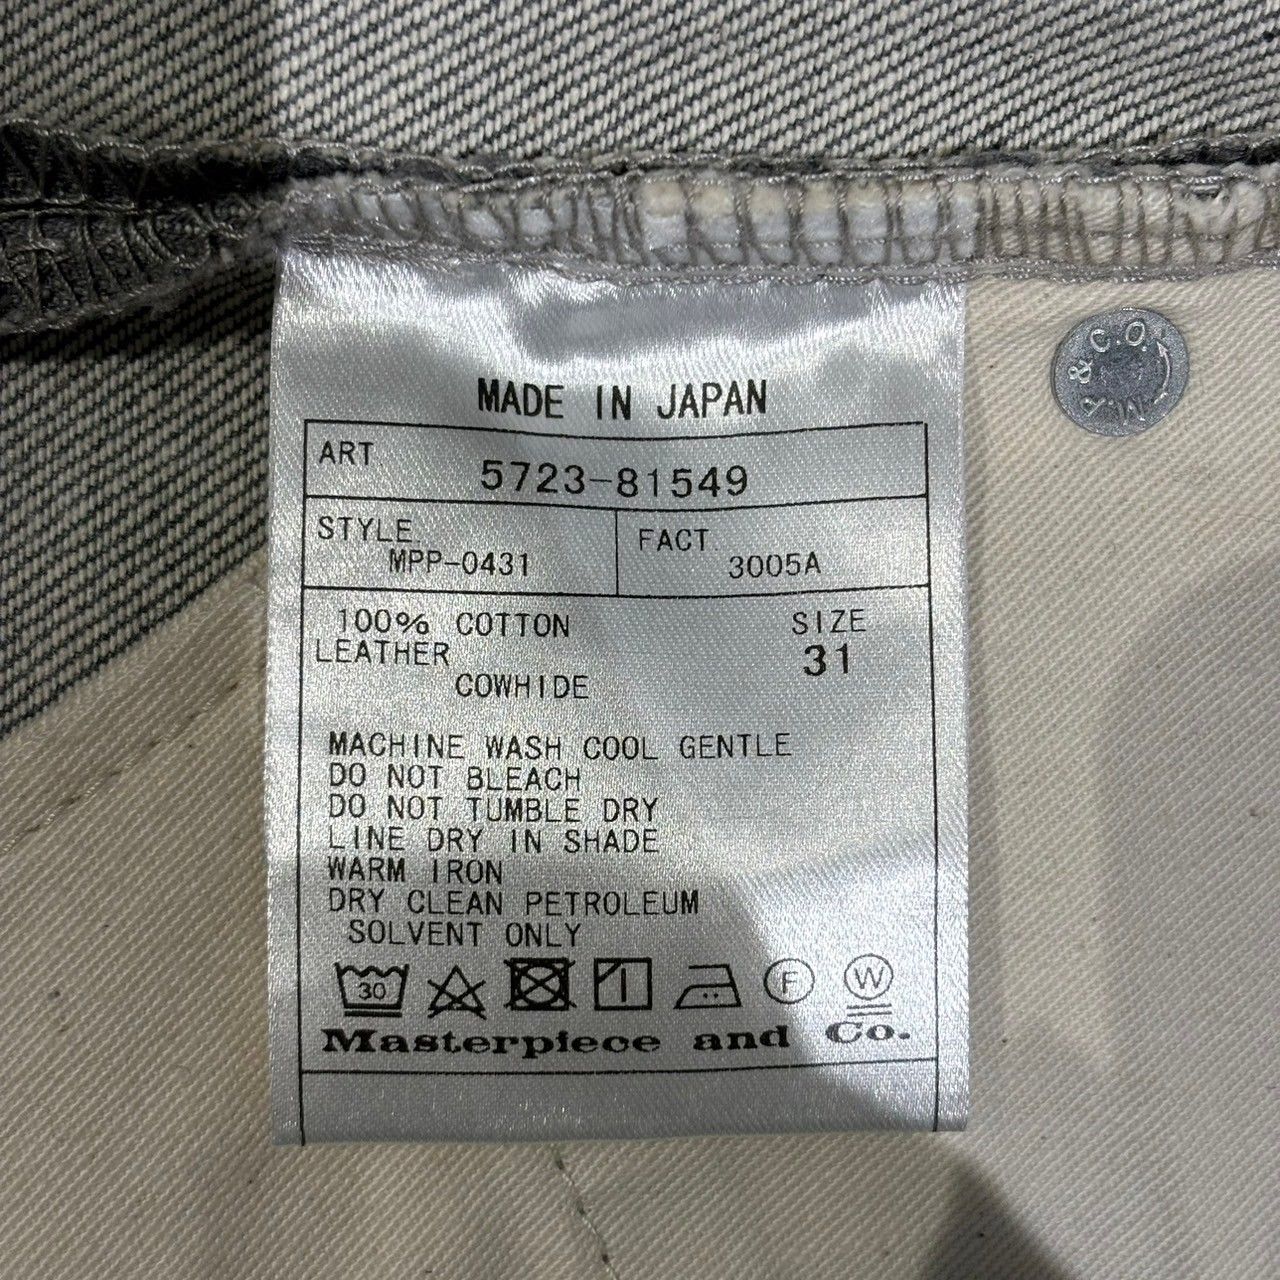 MADE IN JAPAN
ART. 5723-81549
STYLE MPP-0431
FACT. 3005A
100% COTTON
LEATHER
COWHIDE
SIZE
31
MACHINE WASH COOL GENTLE
DO NOT BLEACH
DO NOT TUMBLE DRY
LINE DRY IN SHADE
WARM IRON
DRY CLEAN PETROLEUM
SOLVENT ONLY
30 F W
Masterpiece and Co.
M.P. & C.O.